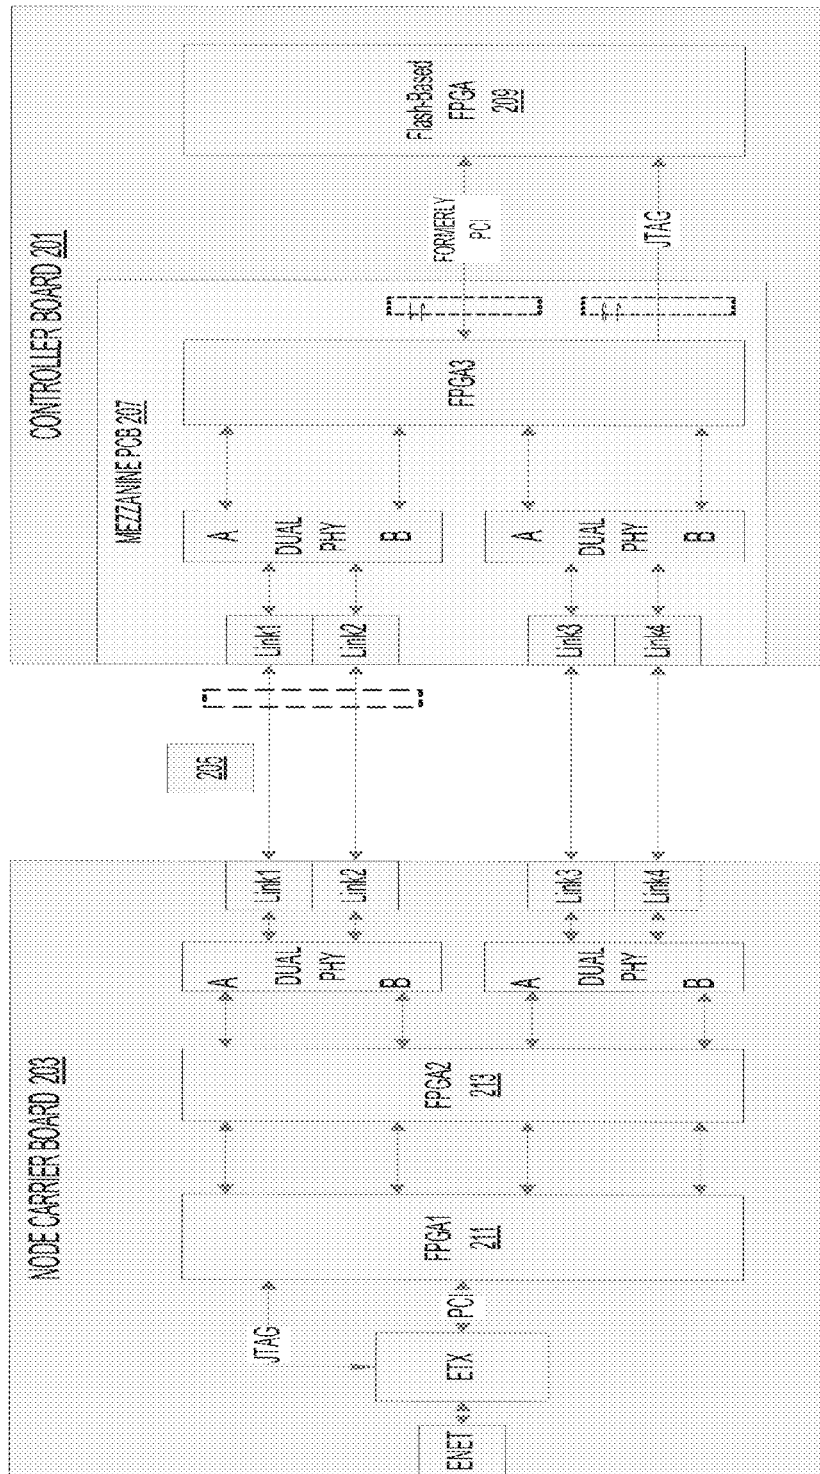 NODE CARRIER BOARD 203
ENET
ETX
JTAG
PCI
FPGA1
211
FPGA2
213
A
DUAL
PHY
B
A
DUAL
PHY
B
Link1
Link2
Link3
Link4
205
CONTROLLER BOARD 201
MEZZANINE PCB 207
Link1
Link2
Link3
Link4
A
DUAL
PHY
B
A
DUAL
PHY
B
FPGA3
FORMERLY
PCI
JTAG
Flash-Based
FPGA
209